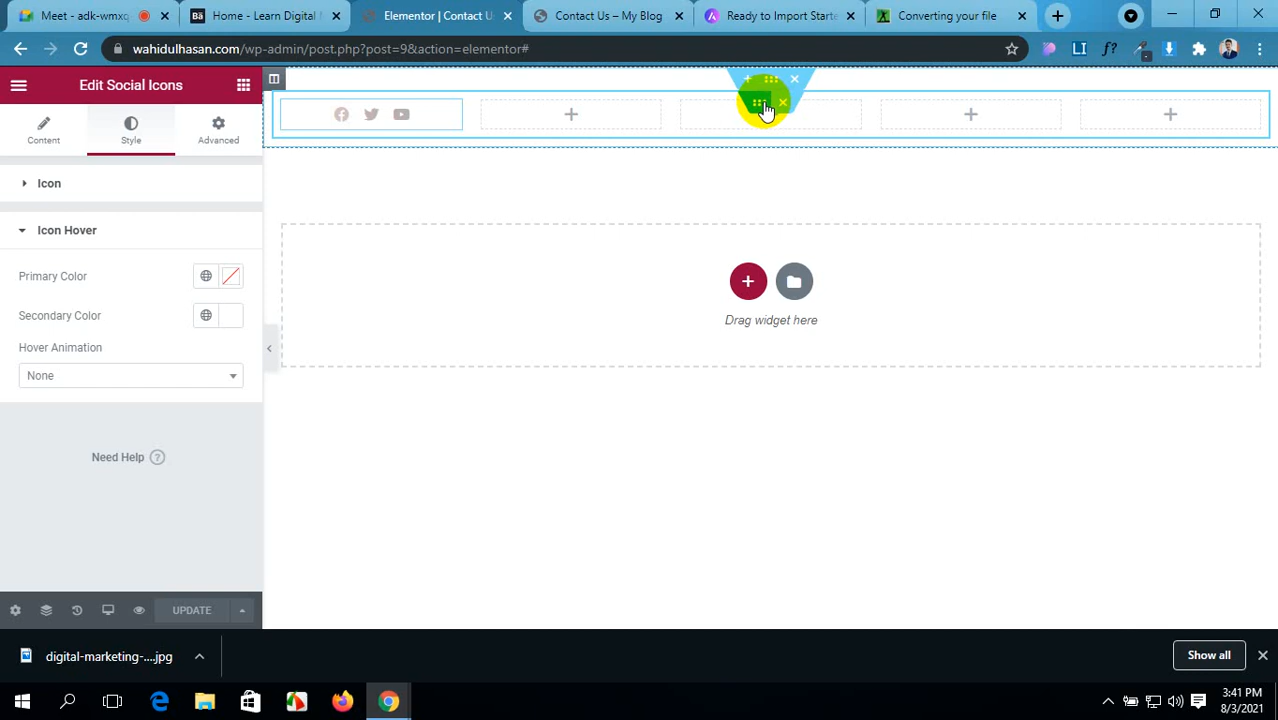 Meet - adk-wmxq
Home - Learn Digital M
Elementor | Contact U
Contact Us – My Blog
Ready to Import Starte
Converting your file
wahidulhasan.com/wp-admin/post.php?post=9&action=elementor#
Edit Social Icons
Content
Style
Advanced
Icon
Icon Hover
Primary Color
Secondary Color
Hover Animation
None
Need Help
Drag widget here
UPDATE
digital-marketing-....jpg
Show all
3:41 PM
8/3/2021